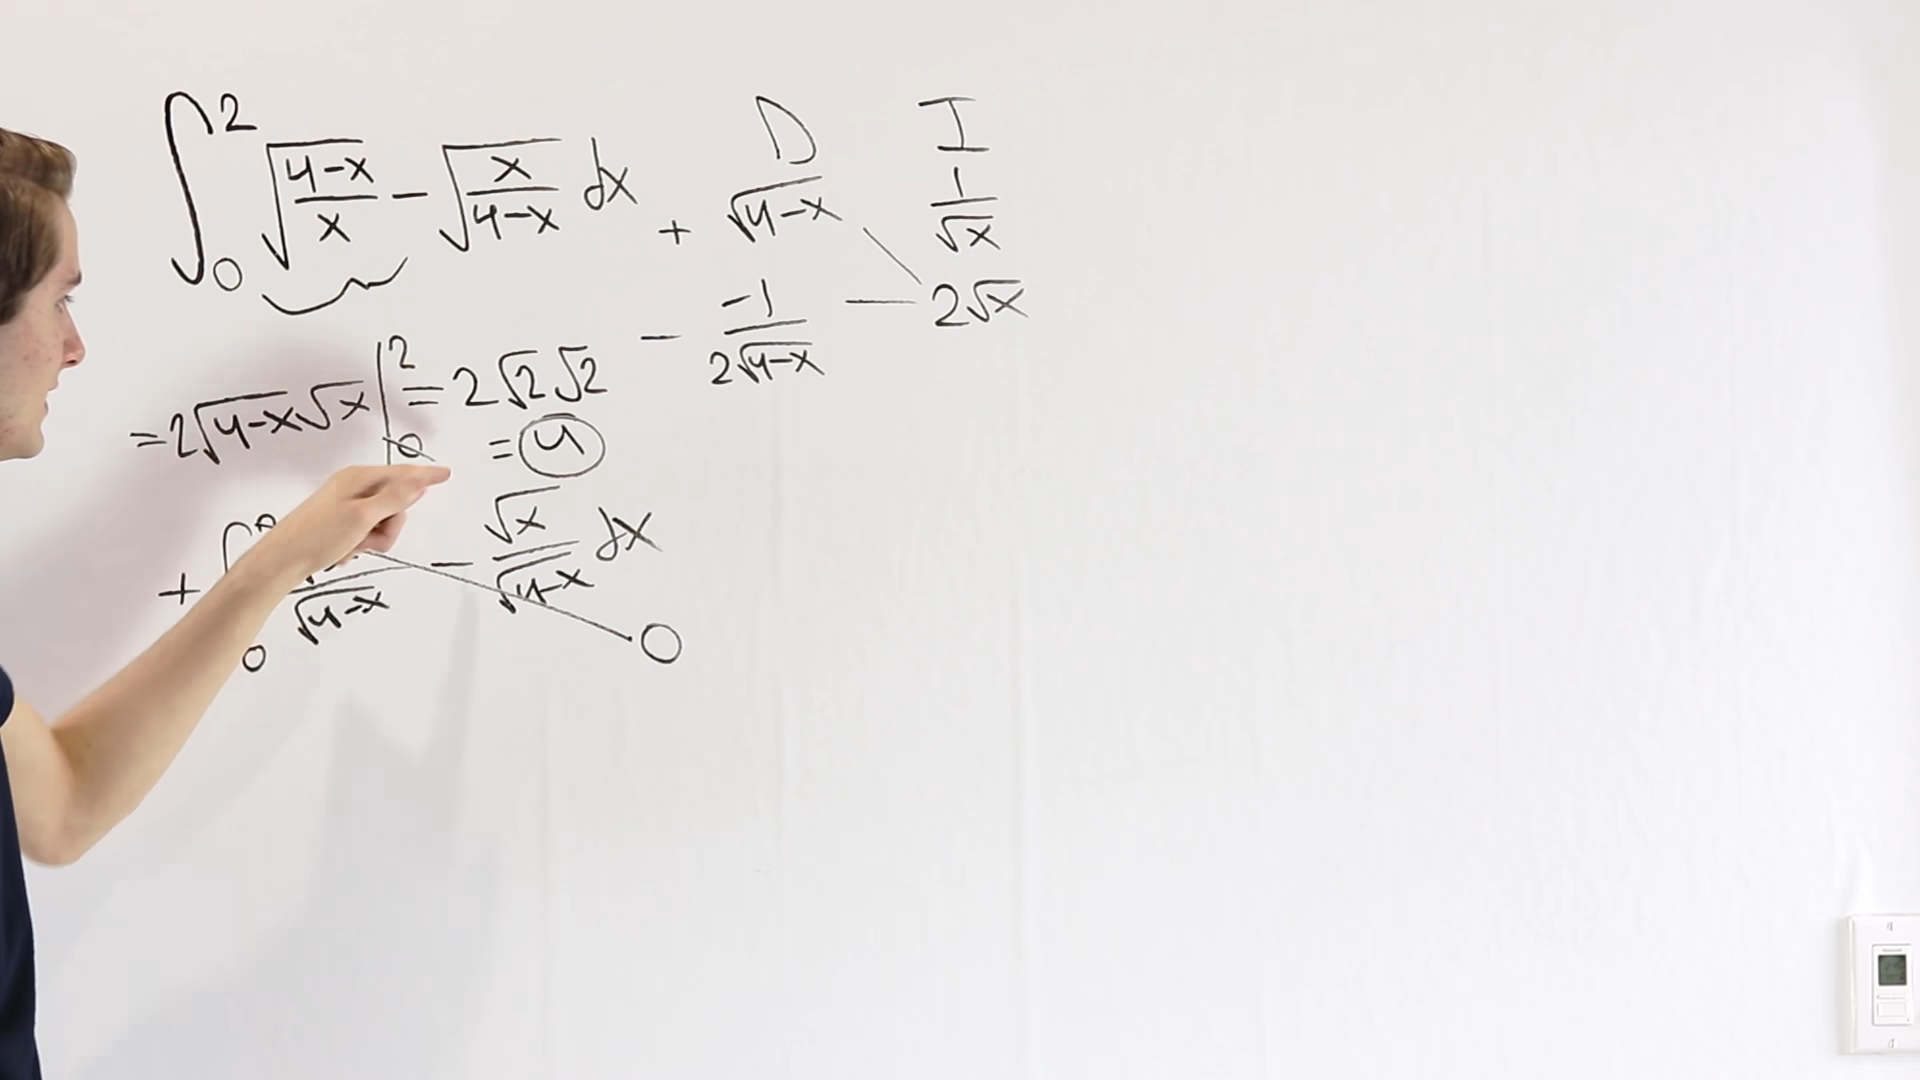 ∫₀² √((4-x)/x) - √(x/(4-x)) dx
= 2√(4-x)√x |₀² = 2√2√2
= 4
+ ∫₀ /√(4-x) - √x/√(4-x) dx
0
D I
+ √(4-x) 1/√x
- -1/(2√(4-x)) 2√x